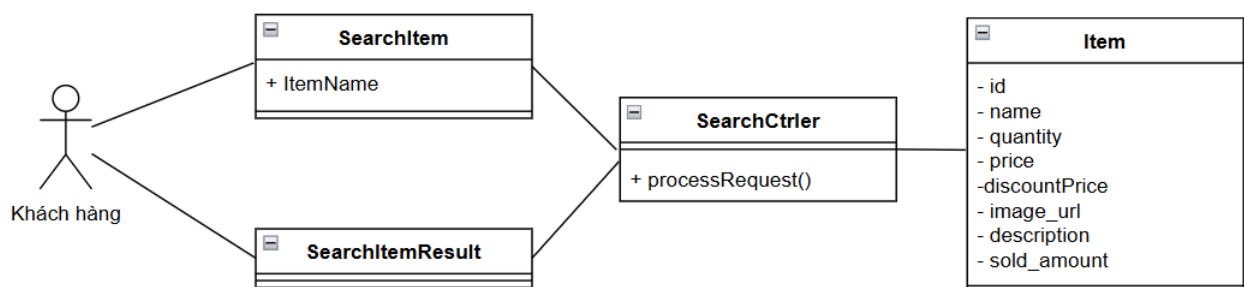 Khách hàng
SearchItem
+ ItemName
SearchItemResult
SearchCtrler
+ processRequest()
Item
- id
- name
- quantity
- price
-discountPrice
- image_url
- description
- sold_amount